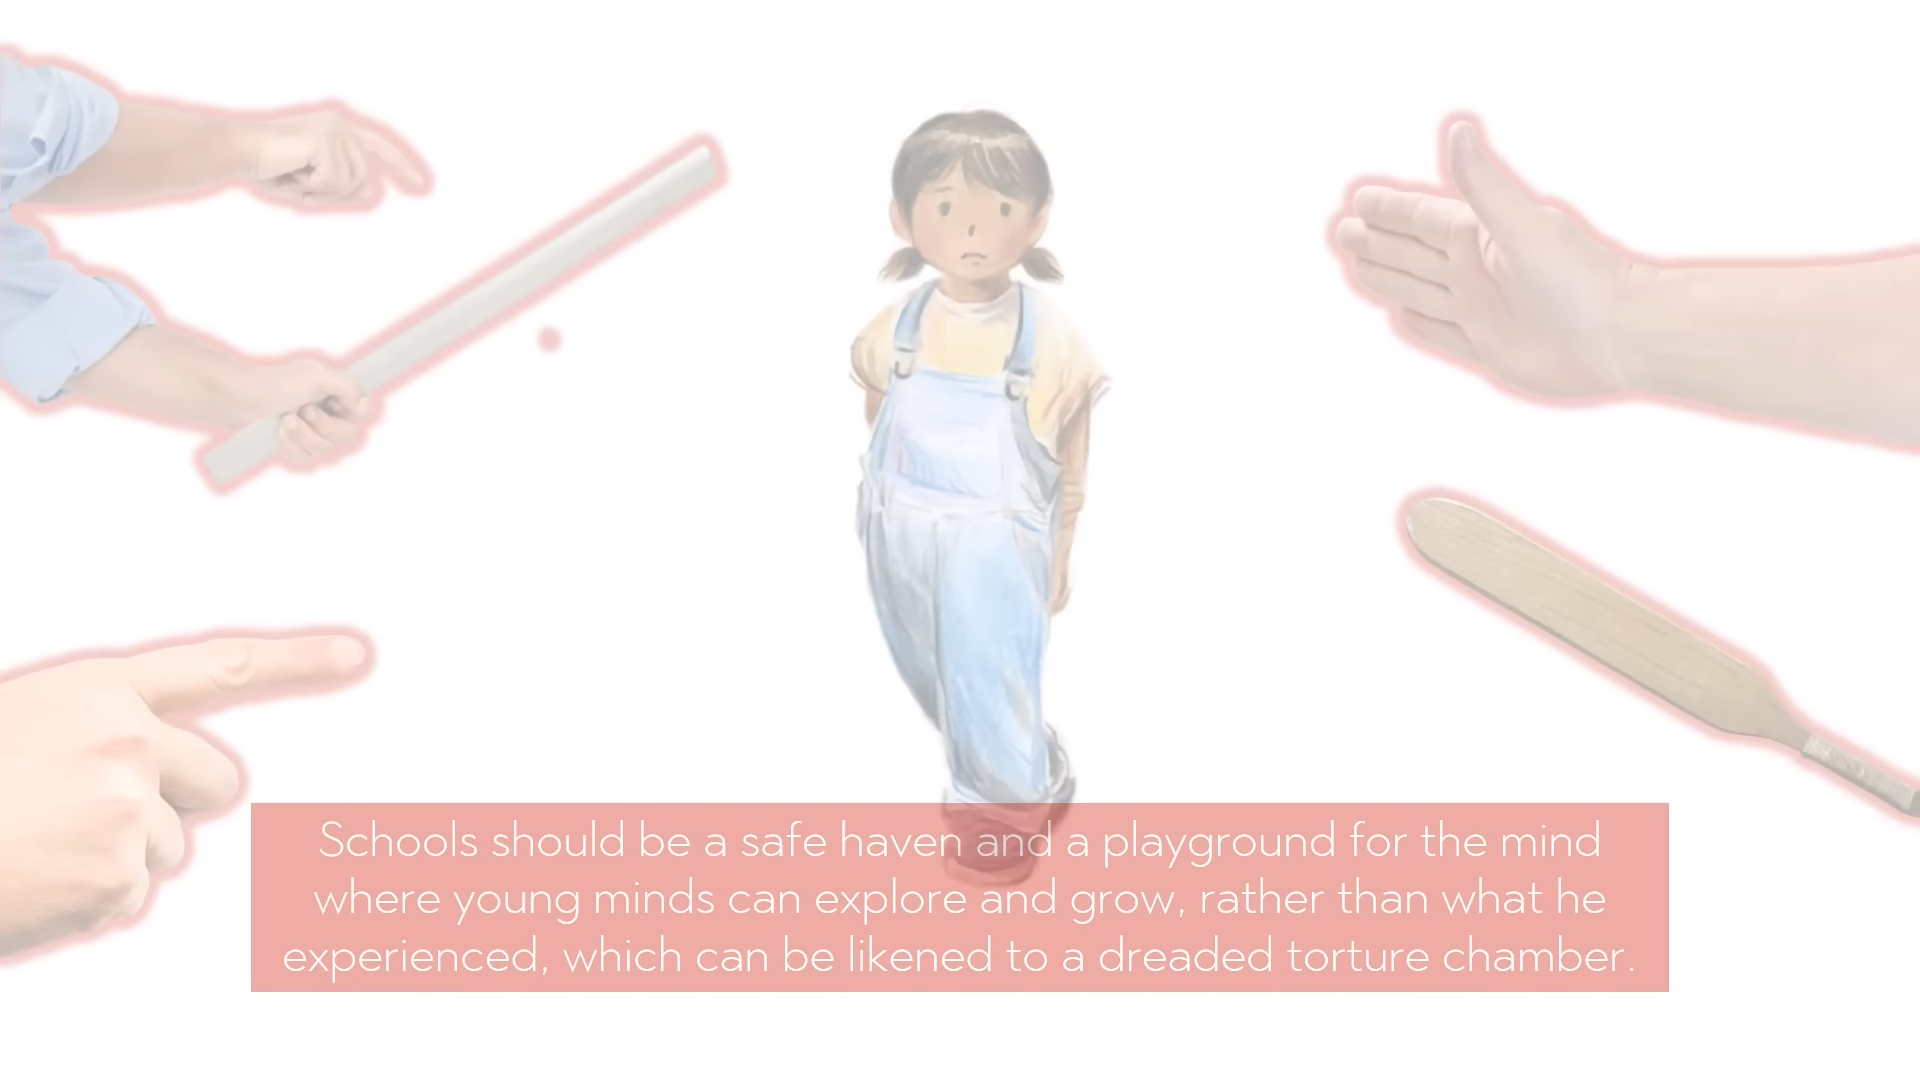 Schools should be a safe haven and a playground for the mind
where young minds can explore and grow, rather than what he
experienced, which can be likened to a dreaded torture chamber.